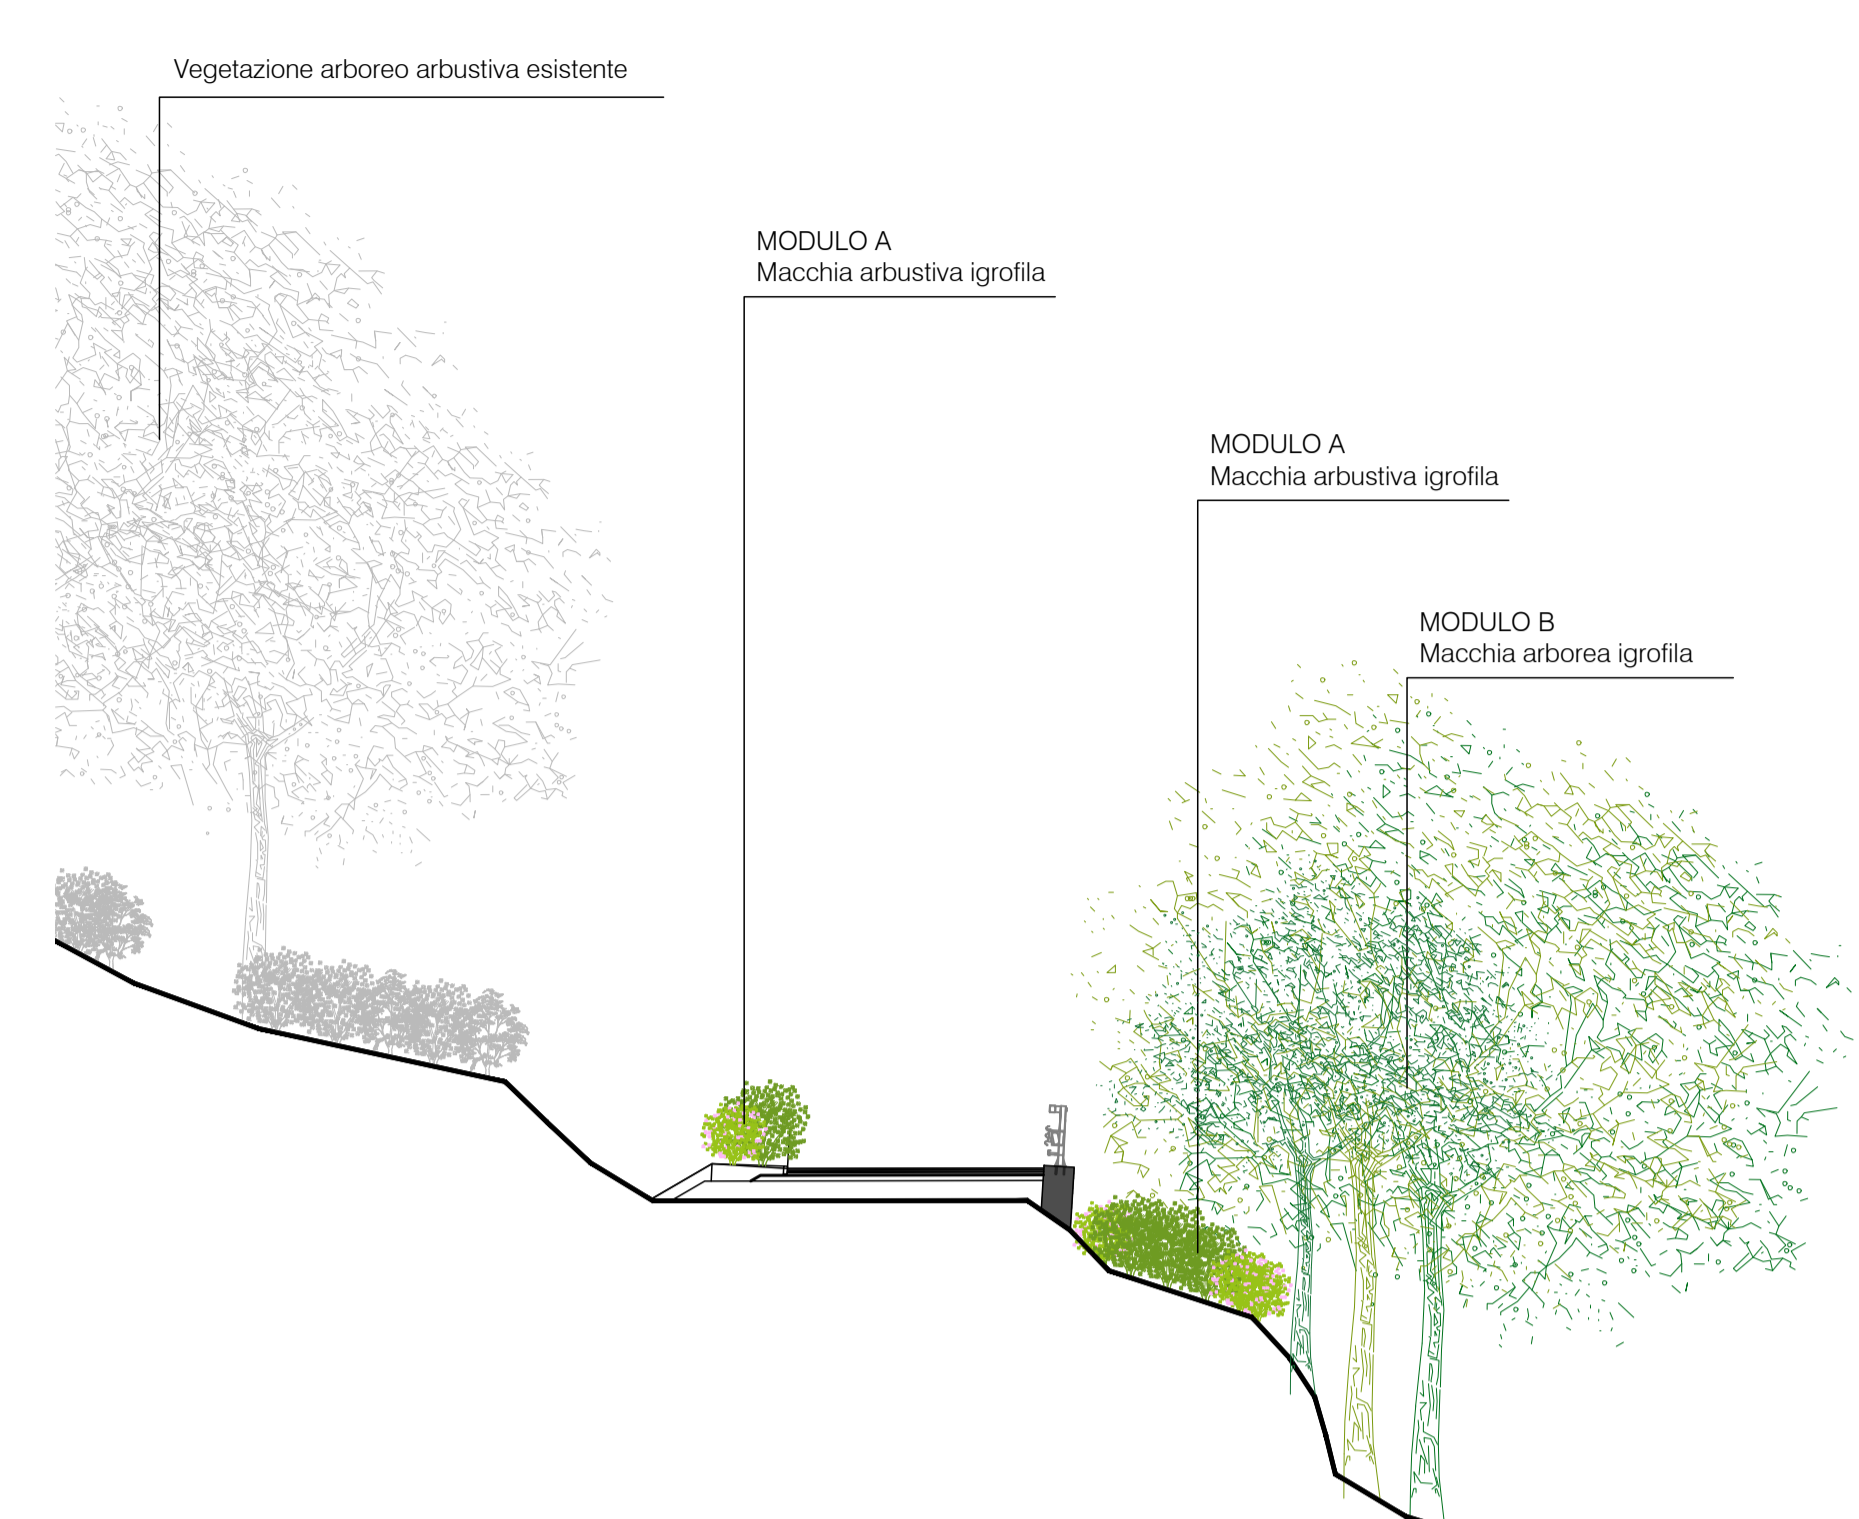 Vegetazione arboreo arbustiva esistente
MODULO A
Macchia arbustiva igrofila
MODULO A
Macchia arbustiva igrofila
MODULO B
Macchia arborea igrofila